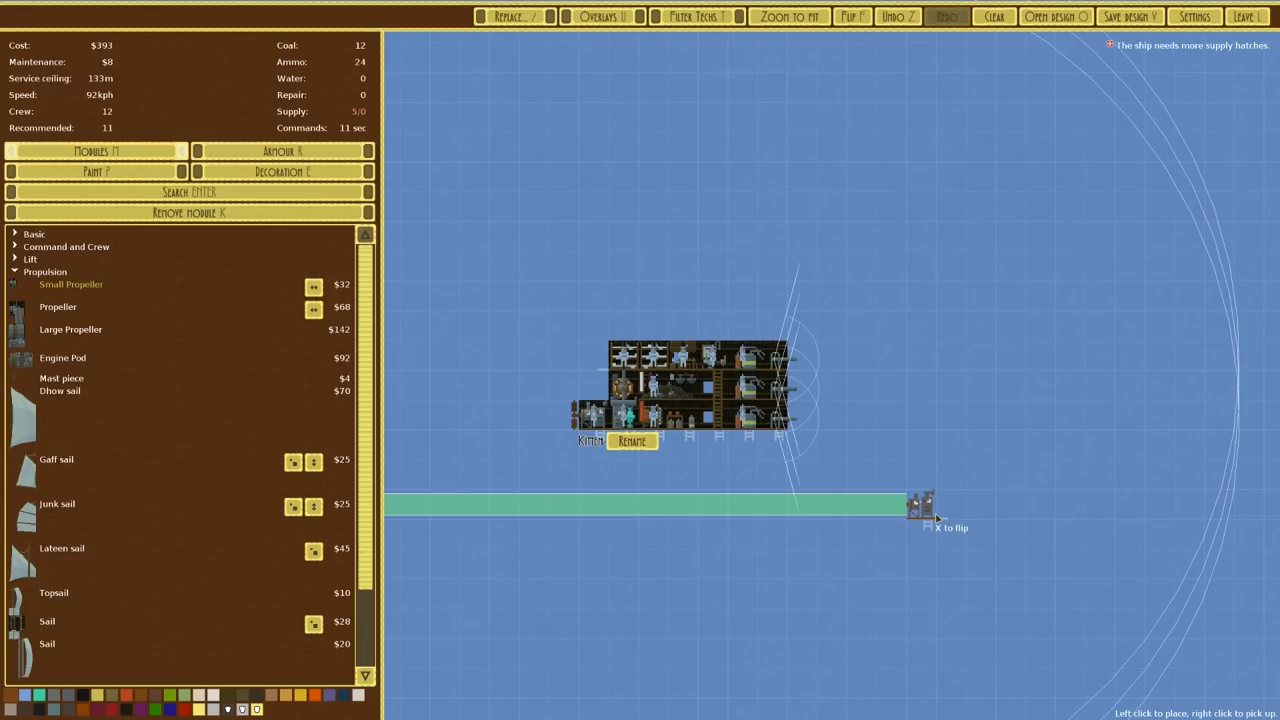 REPLACE... /
OVERLAYS U
FILTER TECHS T
ZOOM TO FIT
FLIP F
UNDO Z
REDO
CLEAR
OPEN DESIGN O
SAVE DESIGN V
SETTINGS
LEAVE L
Cost: $393 Coal: 12
Maintenance: $8 Ammo: 24
Service ceiling: 133m Water: 0
Speed: 92kph Repair: 0
Crew: 12 Supply: 5/0
Recommended: 11 Commands: 11 sec
The ship needs more supply hatches.
MODULES M
ARMOUR R
PAINT P
DECORATION E
SEARCH ENTER
REMOVE MODULE K
Basic
Command and Crew
Lift
Propulsion
Small Propeller $32
Propeller $68
Large Propeller $142
Engine Pod $92
Mast piece $4
Dhow sail $70
Gaff sail $25
Junk sail $25
Lateen sail $45
Topsail $10
Sail $28
Sail $20
KITTEN RENAME
X to flip
Left click to place, right click to pick up.